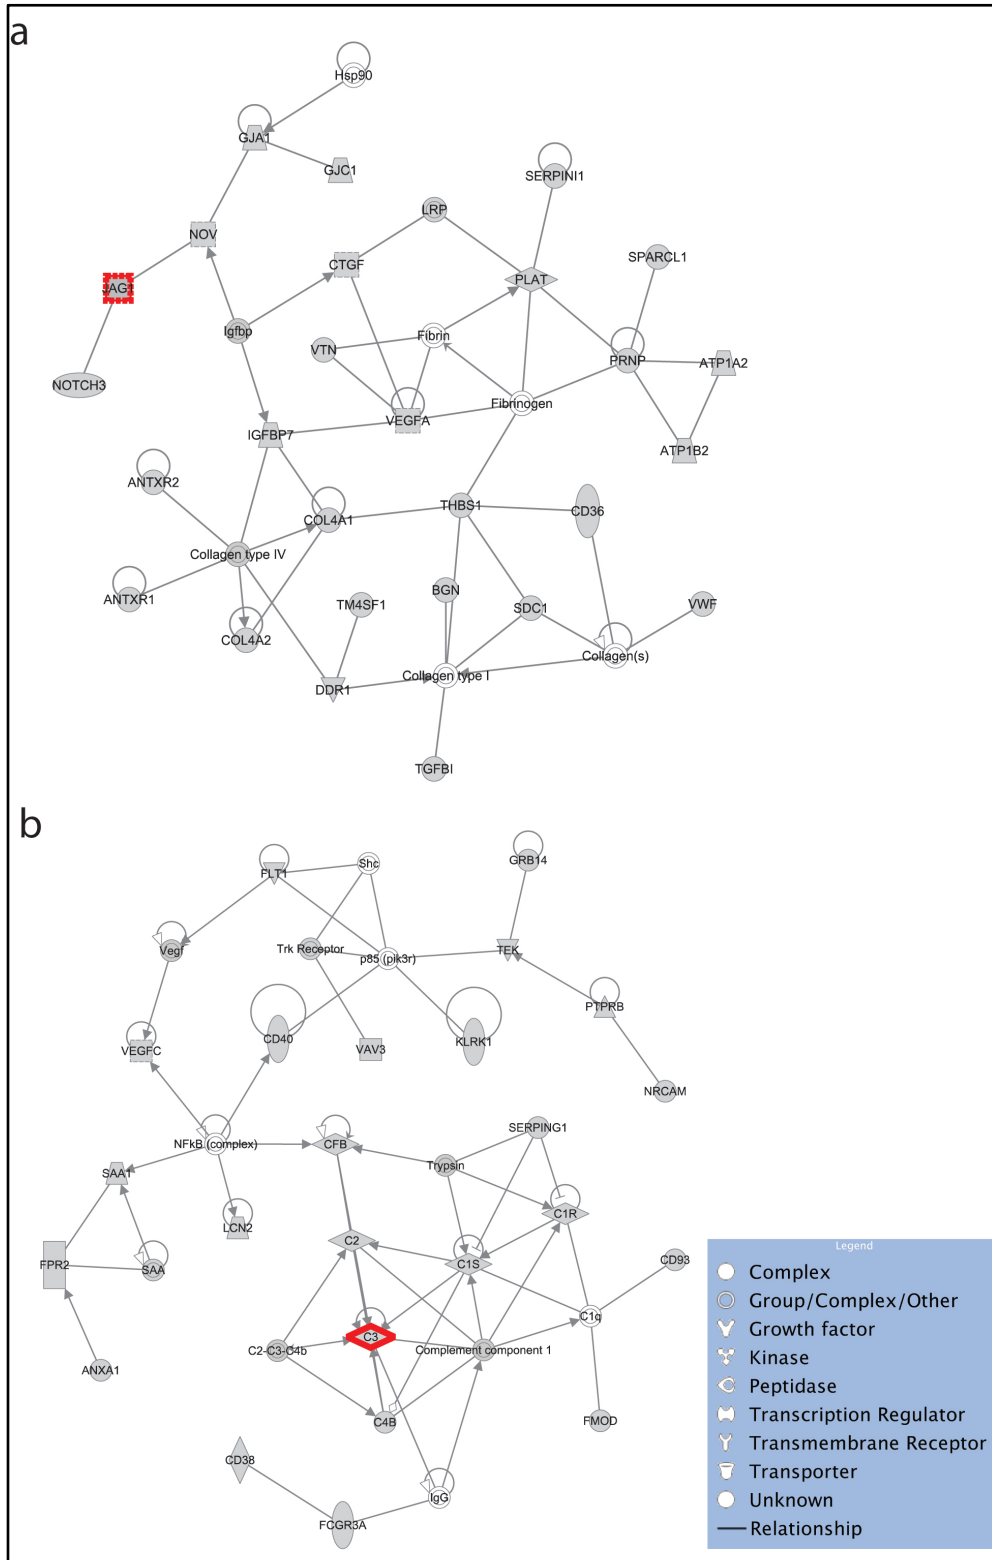 a
Hsp90
GJA1
GJC1
SERPINI1
LRP
NOV
CTGF
PLAT
SPARCL1
JAG1
Igfbp
Fibrin
VTN
PRNP
ATP1A2
NOTCH3
Fibrinogen
VEGFA
IGFBP7
ATP1B2
ANTXR2
THBS1
CD36
COL4A1
Collagen type IV
ANTXR1
TM4SF1
BGN
SDC1
VWF
COL4A2
Collagen(s)
Collagen type I
DDR1
TGFBI
b
GRB14
Shc
FLT1
Vegf
Trk Receptor
p85 (pik3r)
TEK
PTPRB
VEGFC
CD40
VAV3
KLRK1
NRCAM
SERPING1
NFkB (complex)
CFB
Trypsin
SAA1
C1R
LCN2
C2
FPR2
SAA
C1S
CD93
C1q
C3
C2-C3-C4b
Complement component 1
ANXA1
C4B
FMOD
CD38
IgG
FCGR3A
Legend
Complex
Group/Complex/Other
Growth factor
Kinase
Peptidase
Transcription Regulator
Transmembrane Receptor
Transporter
Unknown
Relationship